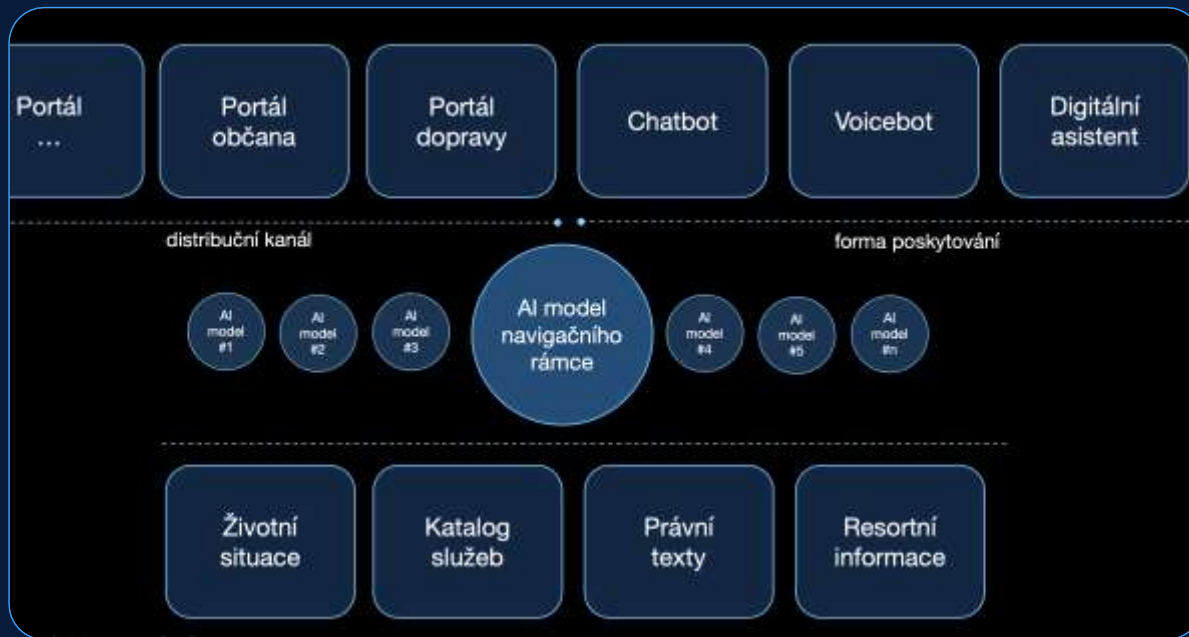 Portál
...
Portál
občana
Portál
dopravy
Chatbot
Voicebot
Digitální
asistent
distribuční kanál
forma poskytování
AI
model
#1
AI
model
#2
AI
model
#3
AI model
navigačního
rámce
AI
model
#4
AI
model
#5
AI
model
#n
Životní
situace
Katalog
služeb
Právní
texty
Resortní
informace